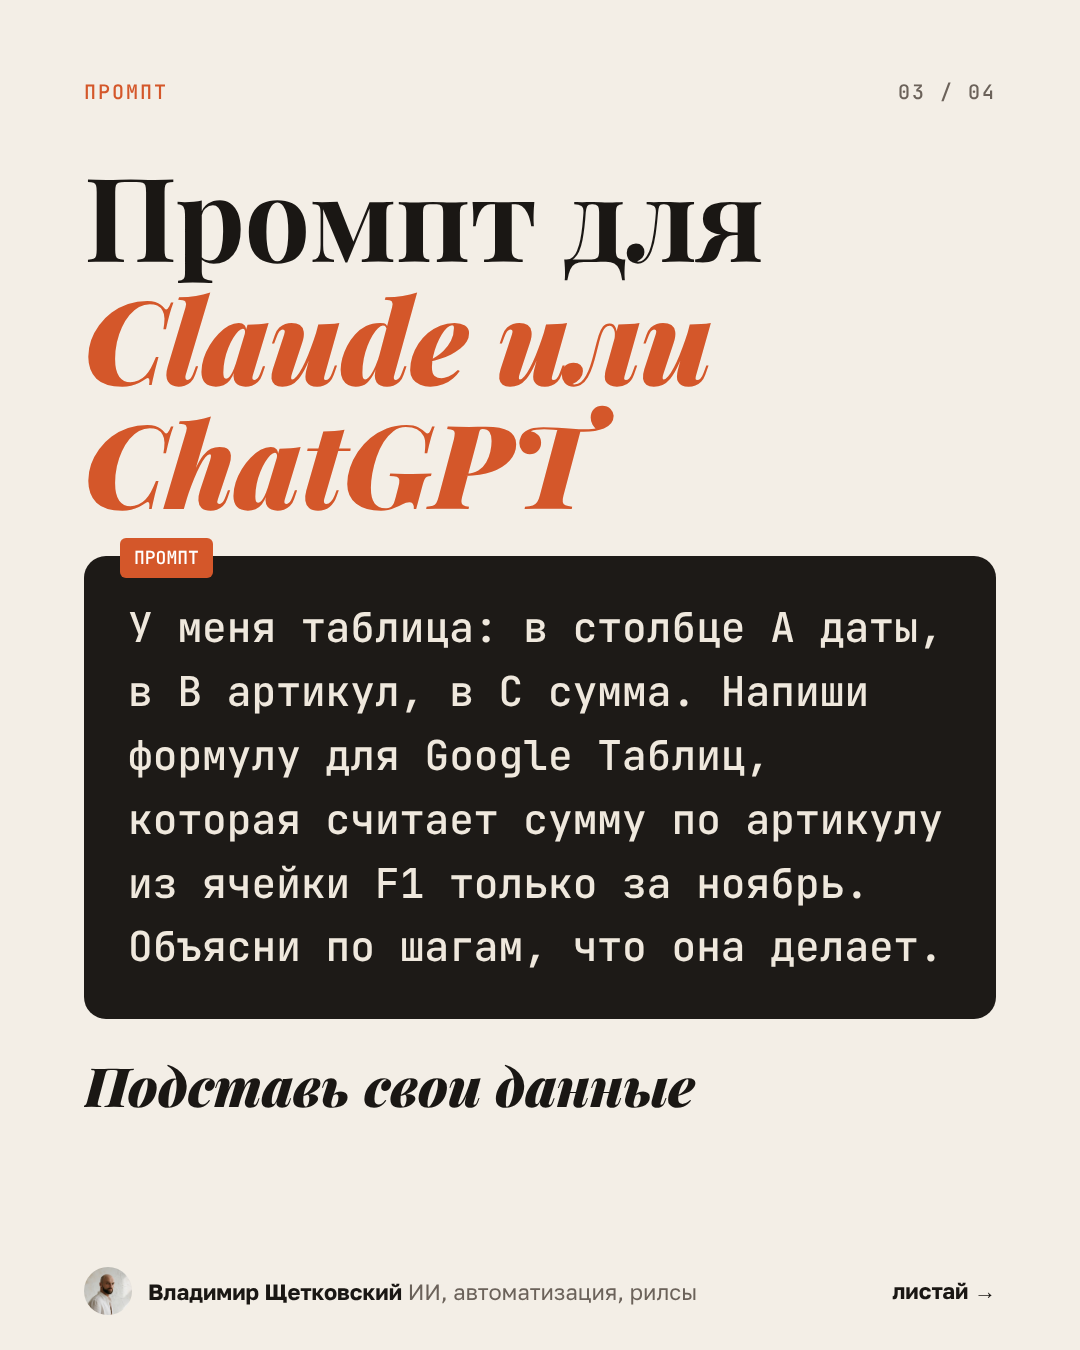 ПРОМПТ
03 / 04
Промпт для
Claude или
ChatGPT
ПРОМПТ
У меня таблица: в столбце A даты,
в B артикул, в C сумма. Напиши
формулу для Google Таблиц,
которая считает сумму по артикулу
из ячейки F1 только за ноябрь.
Объясни по шагам, что она делает.
Подставь свои данные
Владимир Щетковский ИИ, автоматизация, рилсы
листай →